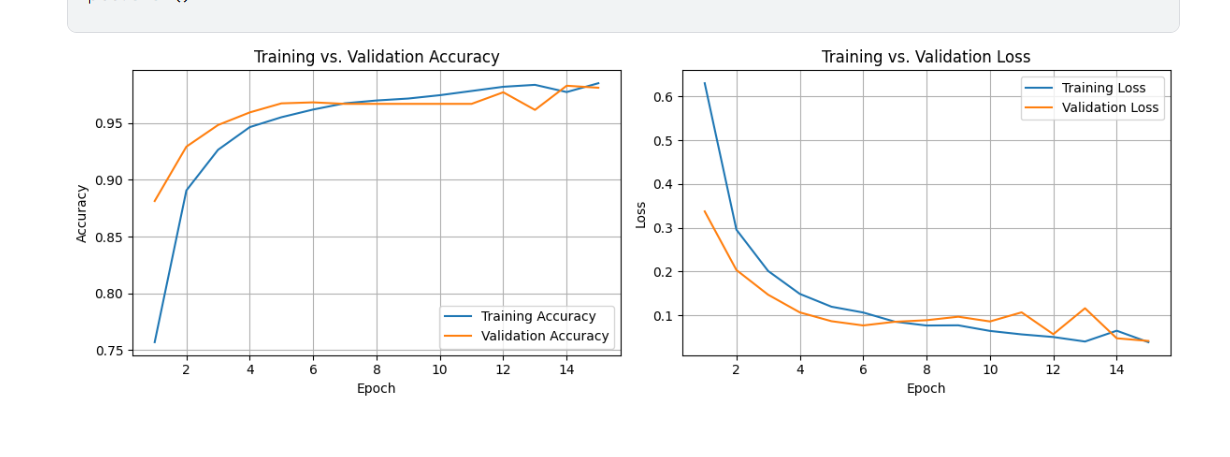 Training vs. Validation Accuracy
Accuracy
0.95
0.90
0.85
0.80
0.75
2 4 6 8 10 12 14
Epoch
Training Accuracy
Validation Accuracy
Training vs. Validation Loss
Loss
0.6
0.5
0.4
0.3
0.2
0.1
2 4 6 8 10 12 14
Epoch
Training Loss
Validation Loss